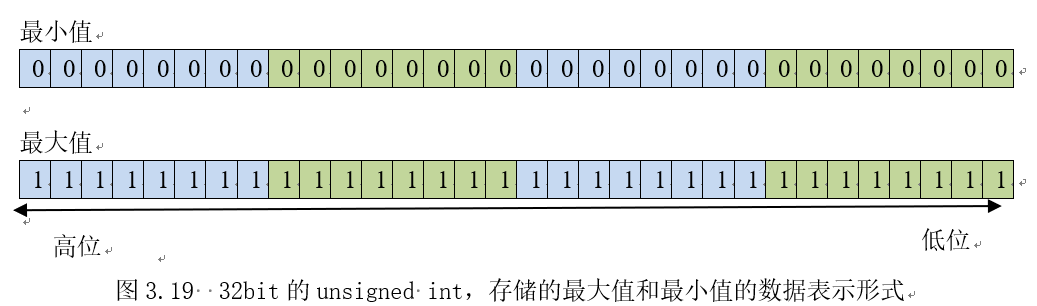 最小值
0 0 0 0 0 0 0 0 0 0 0 0 0 0 0 0 0 0 0 0 0 0 0 0 0 0 0 0 0 0 0 0
最大值
1 1 1 1 1 1 1 1 1 1 1 1 1 1 1 1 1 1 1 1 1 1 1 1 1 1 1 1 1 1 1 1
高位 低位
图 3.19 32bit 的 unsigned int，存储的最大值和最小值的数据表示形式